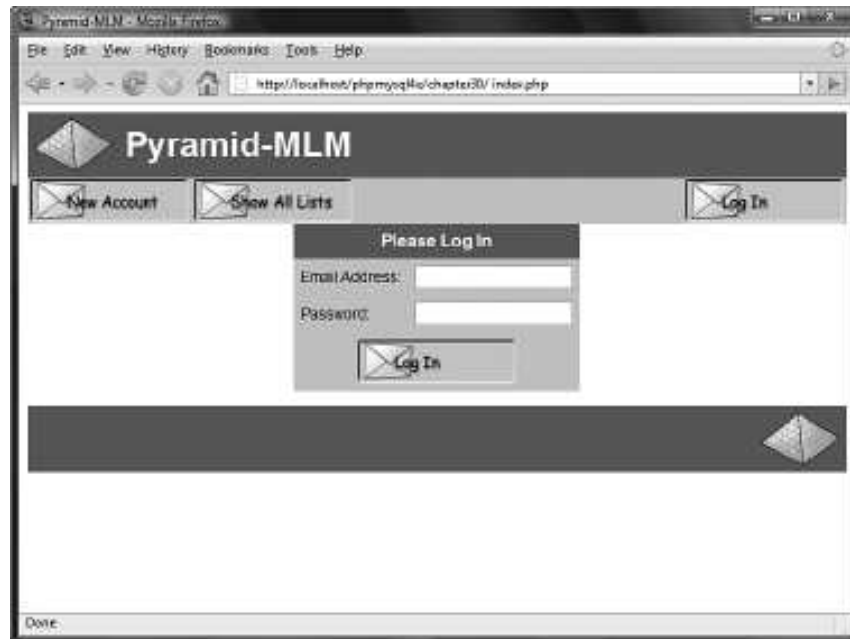 Pyramid-MLM - Mozilla Firefox
File Edit View History Bookmarks Tools Help
http://localhost/phpmysql4e/chapter30/index.php
Pyramid-MLM
New Account Show All Lists Log In
Please Log In
Email Address:
Password:
Log In
Done